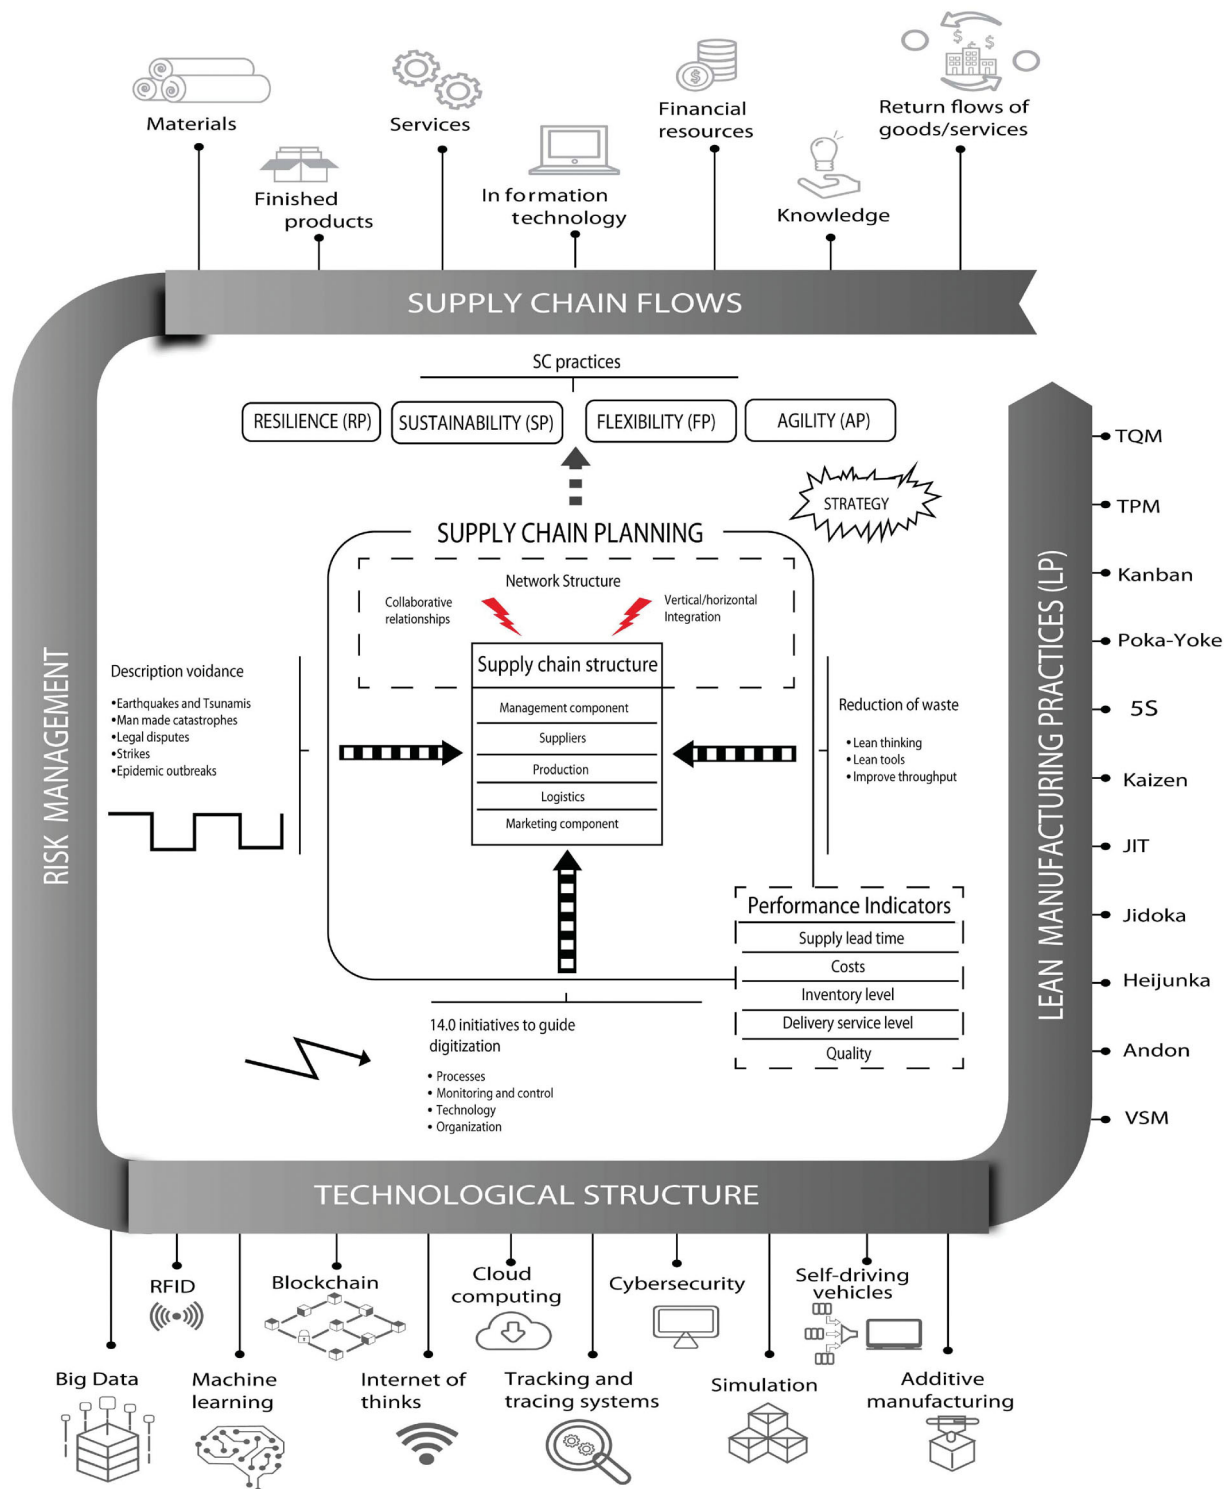 Materials
Finished
products
Services
In formation
technology
Financial
resources
Knowledge
Return flows of
goods/services
SUPPLY CHAIN FLOWS
SC practices
RESILIENCE (RP)
SUSTAINABILITY (SP)
FLEXIBILITY (FP)
AGILITY (AP)
STRATEGY
SUPPLY CHAIN PLANNING
Network Structure
Collaborative
relationships
Vertical/horizontal
Integration
Supply chain structure
Management component
Suppliers
Production
Logistics
Marketing component
RISK MANAGEMENT
Description voidance
•Earthquakes and Tsunamis
•Man made catastrophes
•Legal disputes
•Strikes
•Epidemic outbreaks
Reduction of waste
• Lean thinking
• Lean tools
• Improve throughput
Performance Indicators
Supply lead time
Costs
Inventory level
Delivery service level
Quality
14.0 initiatives to guide
digitization
• Processes
• Monitoring and control
• Technology
• Organization
LEAN MANUFACTURING PRACTICES (LP)
TQM
TPM
Kanban
Poka-Yoke
5S
Kaizen
JIT
Jidoka
Heijunka
Andon
VSM
TECHNOLOGICAL STRUCTURE
Big Data
RFID
Machine
learning
Blockchain
Internet of
thinks
Cloud
computing
Tracking and
tracing systems
Cybersecurity
Simulation
Self-driving
vehicles
Additive
manufacturing